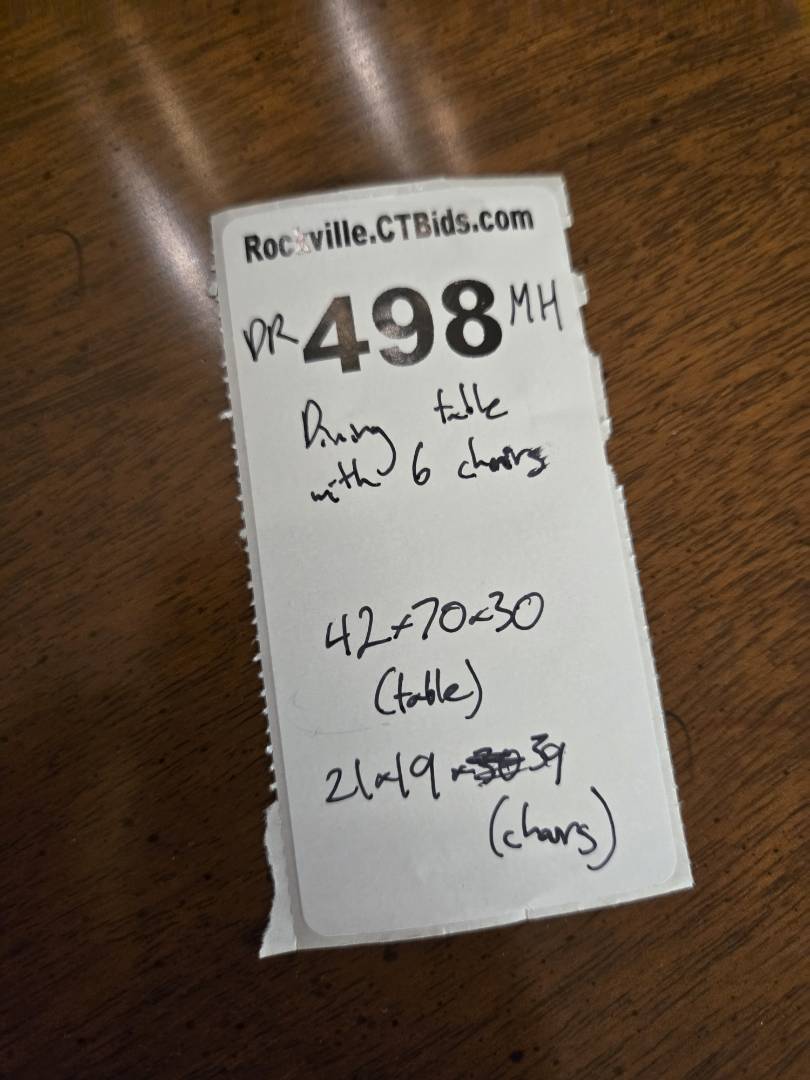 Rockville.CTBids.com
DR 498 MH
Dining table
with 6 chairs
42x70x30
(table)
21x19x39
(chairs)